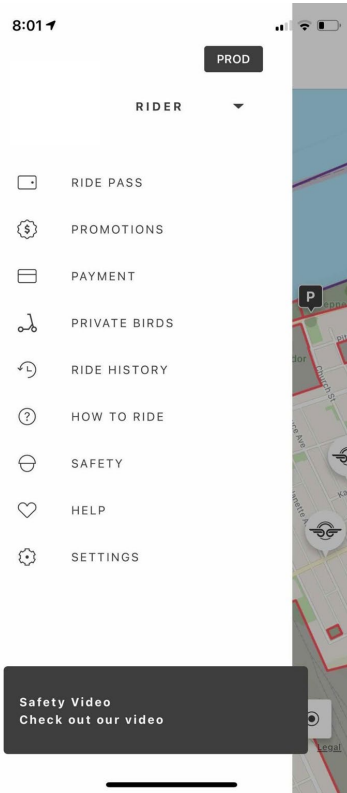 8:01
PROD
RIDER
RIDE PASS
PROMOTIONS
PAYMENT
P
PRIVATE BIRDS
RIDE HISTORY
Church St
HOW TO RIDE
SAFETY
HELP
SETTINGS
Safety Video
Check out our video
Legal